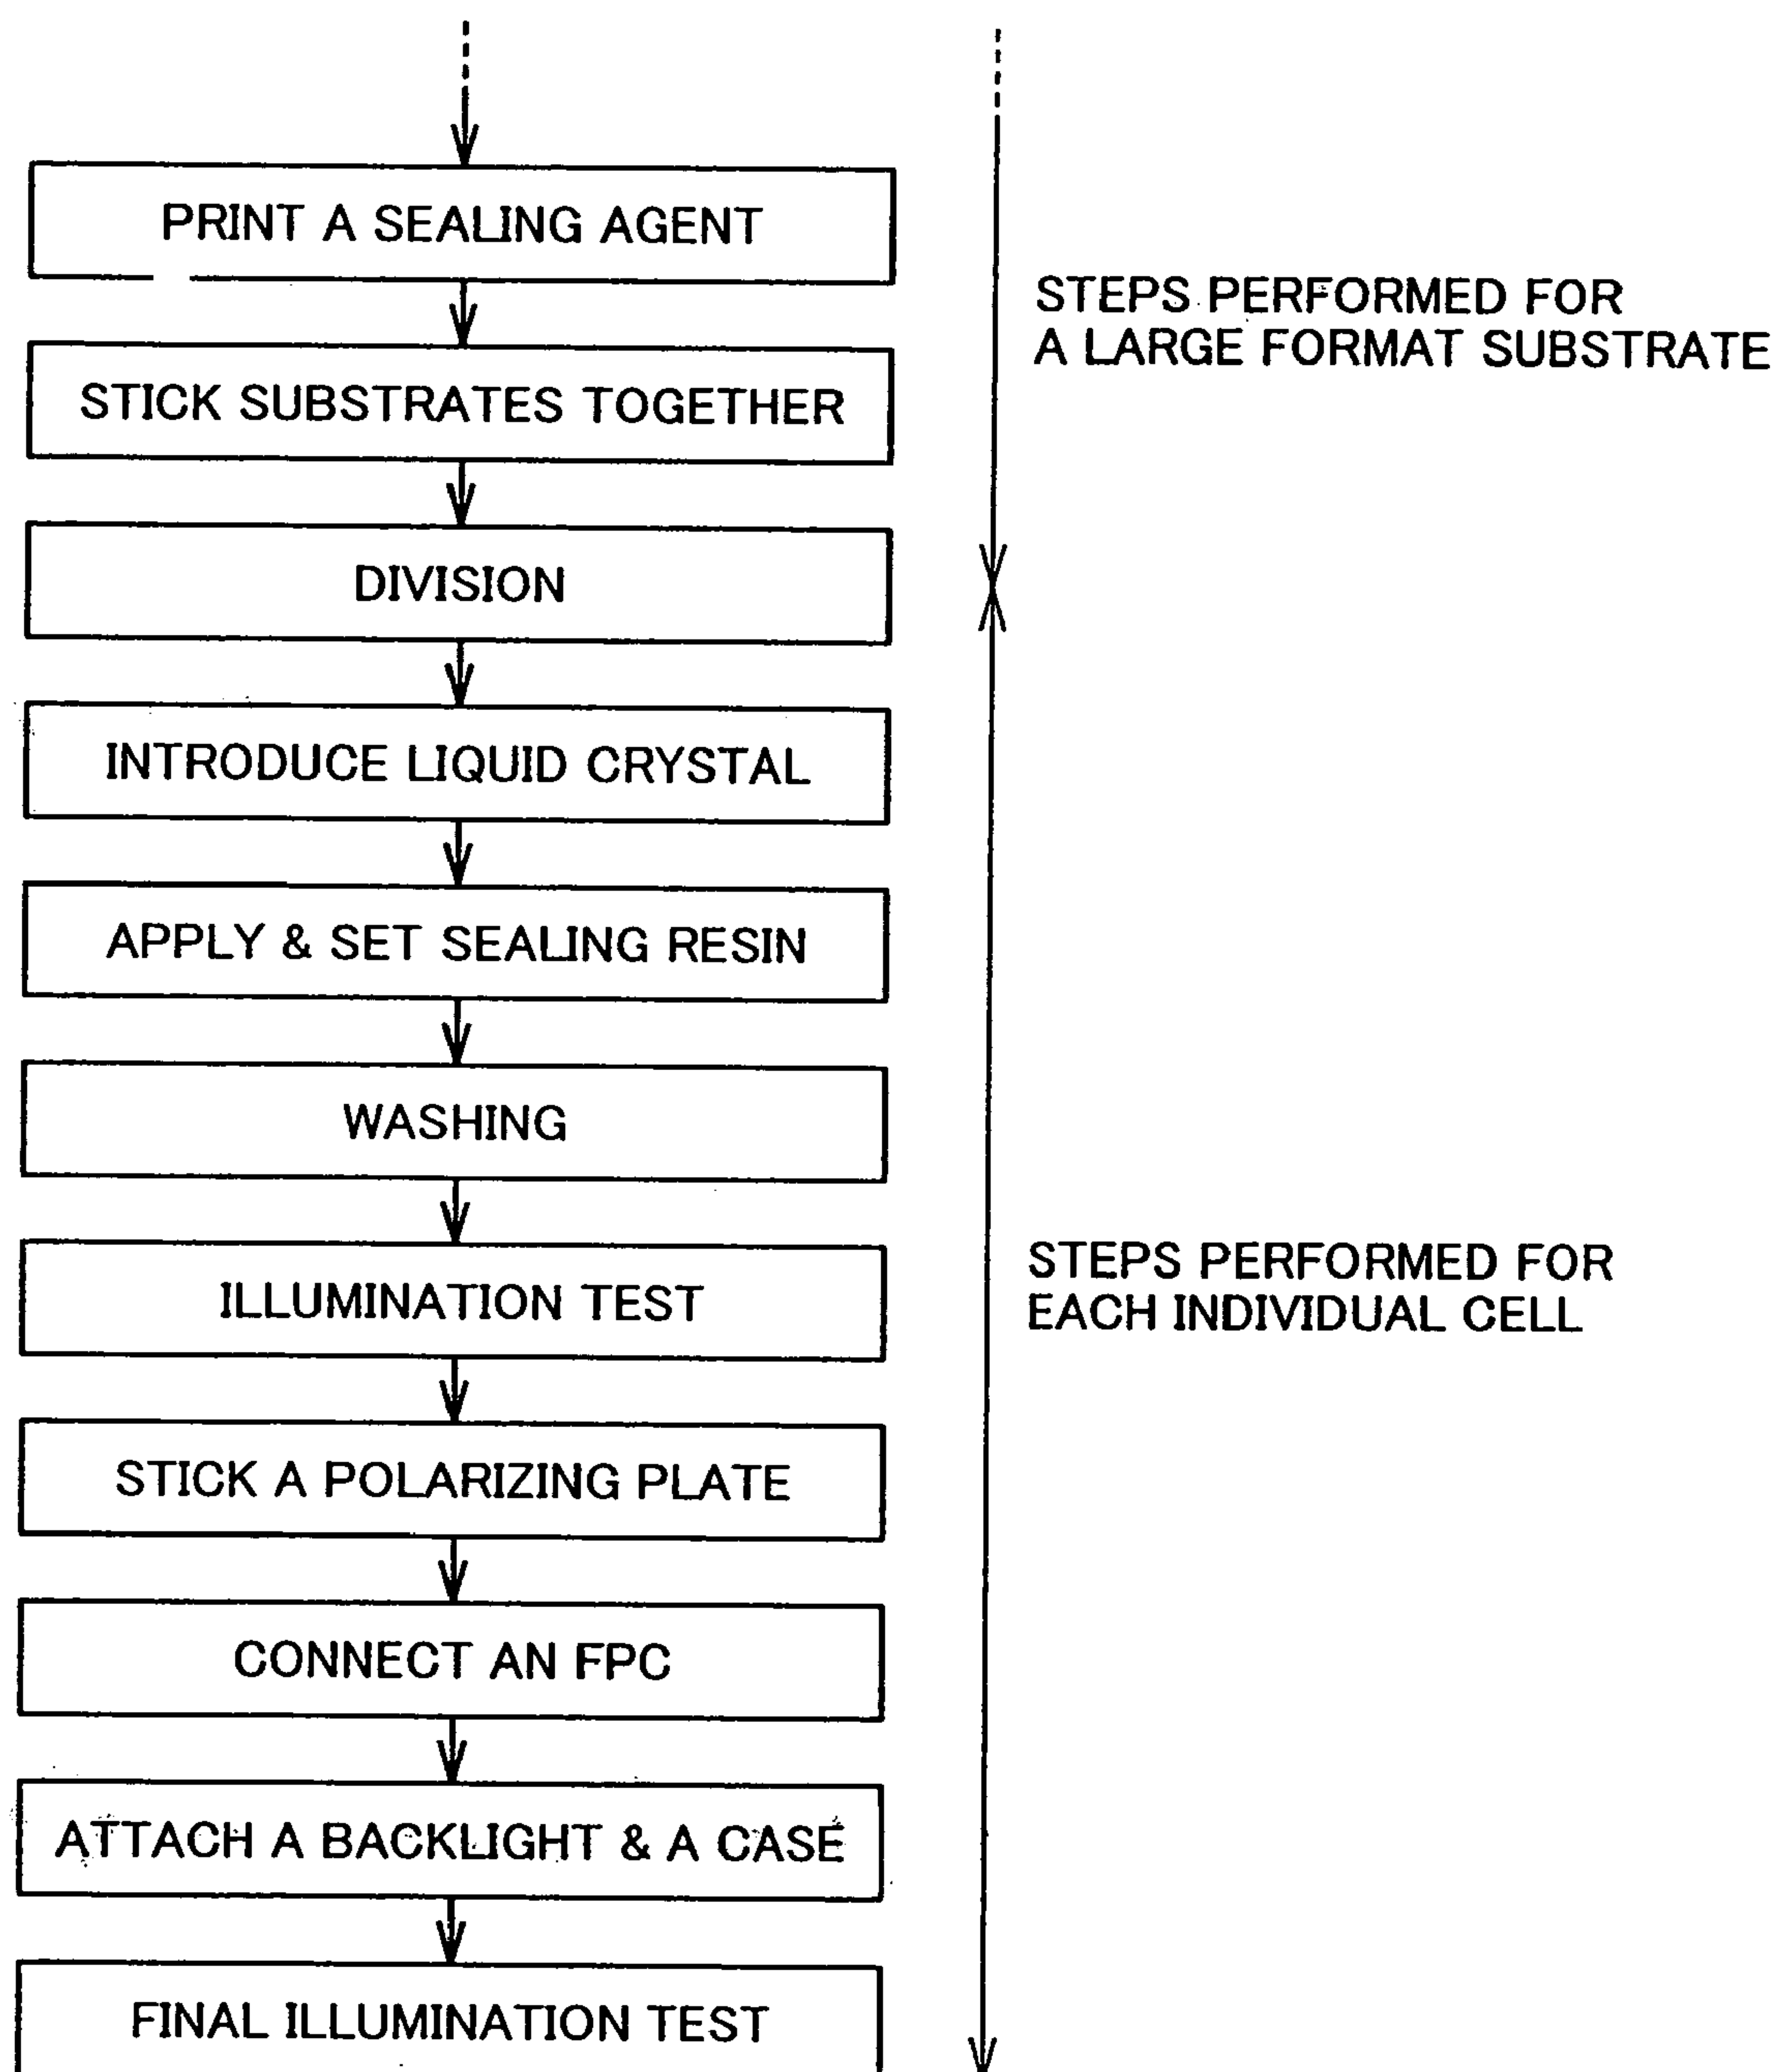 PRINT A SEALING AGENT
STICK SUBSTRATES TOGETHER
DIVISION
INTRODUCE LIQUID CRYSTAL
APPLY & SET SEALING RESIN
WASHING
ILLUMINATION TEST
STICK A POLARIZING PLATE
CONNECT AN FPC
ATTACH A BACKLIGHT & A CASE
FINAL ILLUMINATION TEST
STEPS PERFORMED FOR
A LARGE FORMAT SUBSTRATE
STEPS PERFORMED FOR
EACH INDIVIDUAL CELL